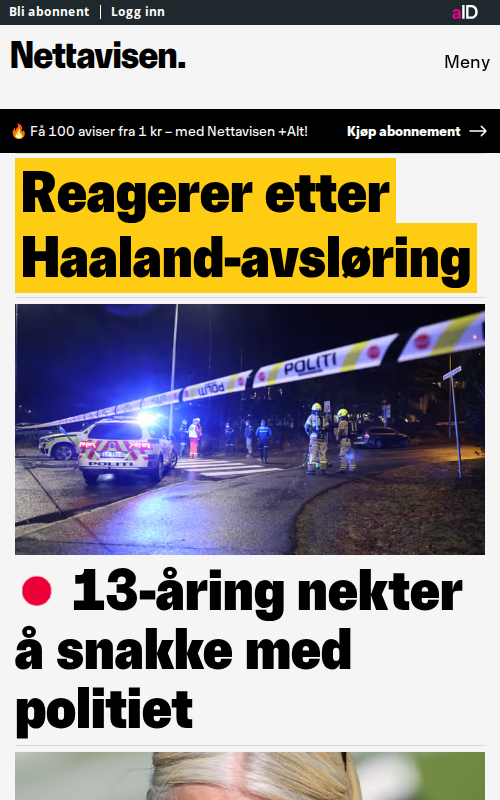 Bli abonnent | Logg inn
aID
Nettavisen.
Meny
🔥 Få 100 aviser fra 1 kr – med Nettavisen +Alt!
Kjøp abonnement →
Reagerer etter
Haaland-avsløring
POLITI
POLITI
POLITI
13-åring nekter
å snakke med
politiet